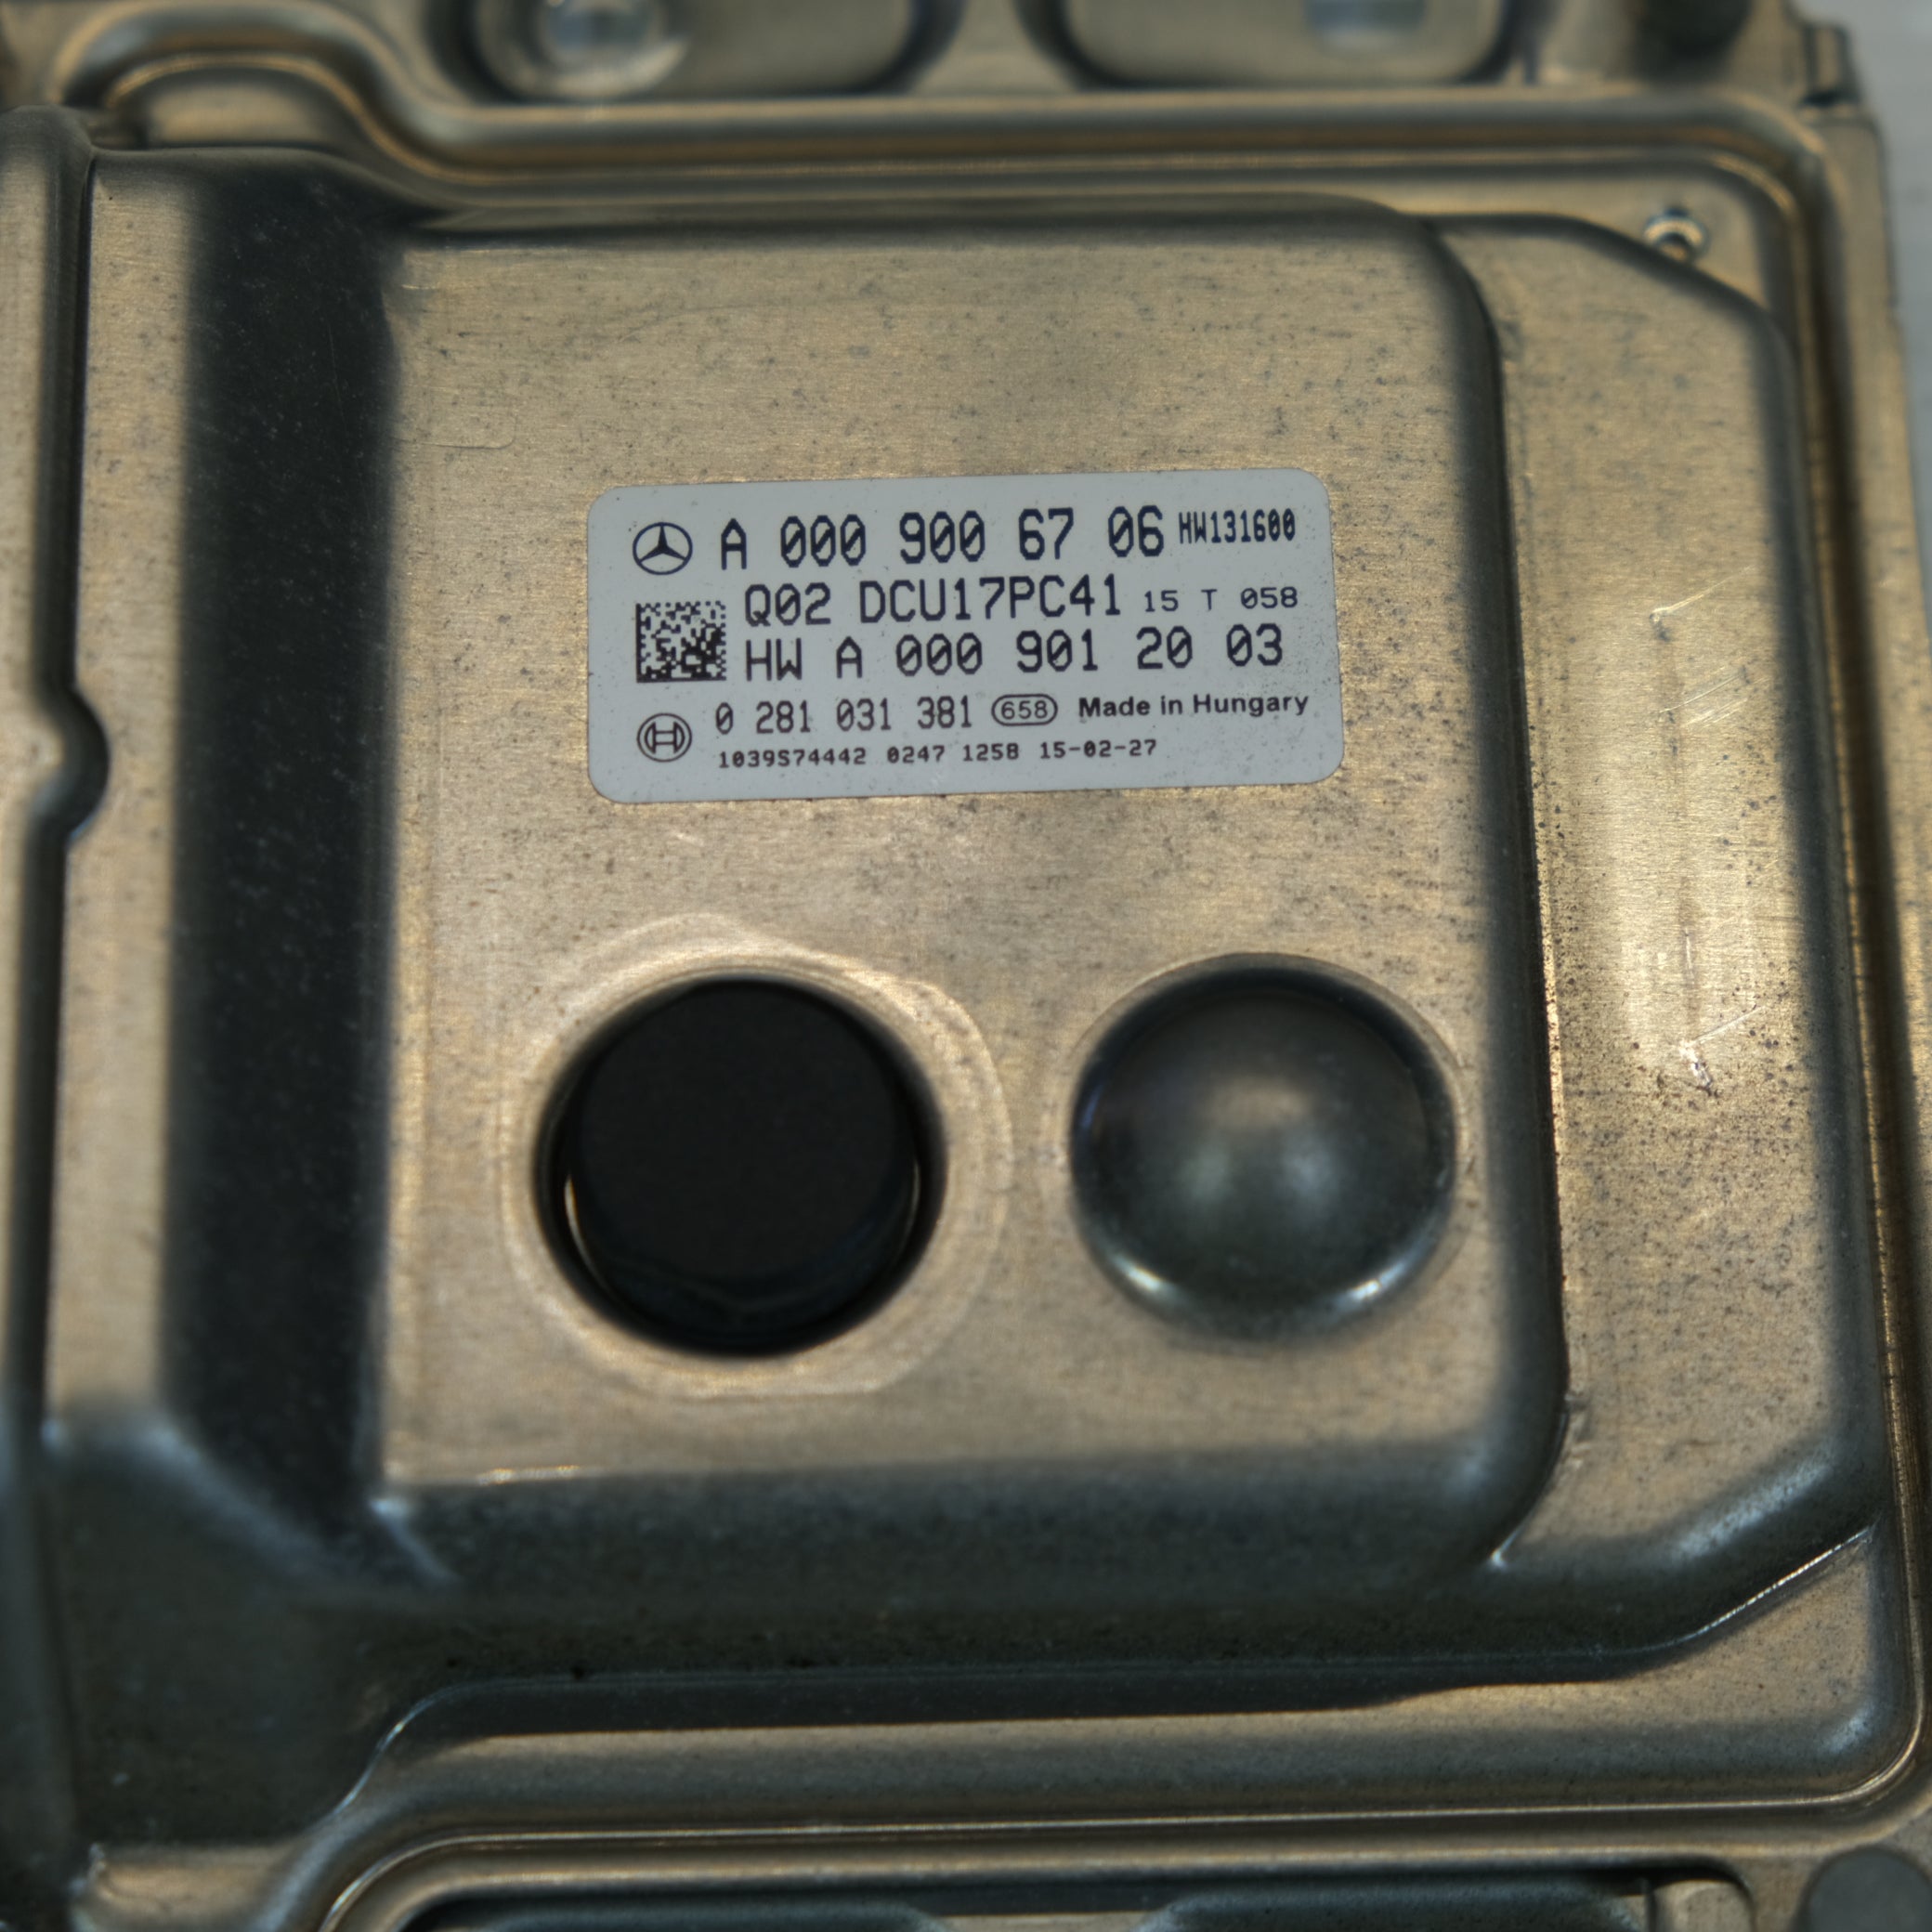 A 000 900 67 06 HW131600
Q02 DCU17PC41 15 T 058
HW A 000 901 20 03
0 281 031 381 658 Made in Hungary
1039S74442 0247 1258 15-02-27